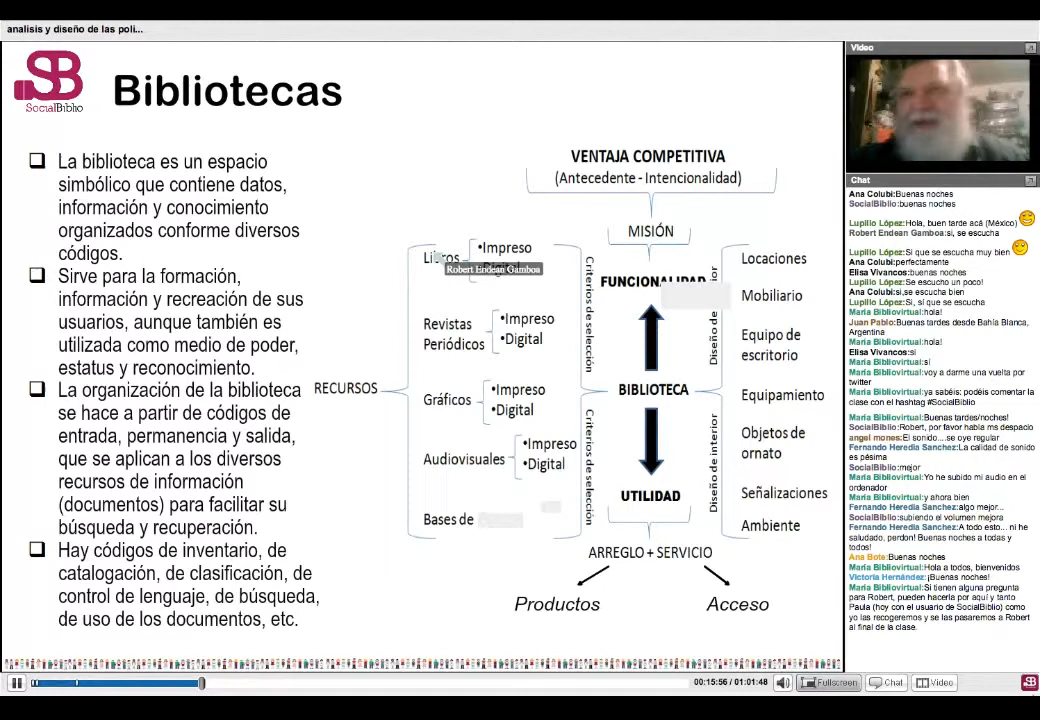 analisis y diseño de las poli...
SB
SocialBiblio
Bibliotecas
La biblioteca es un espacio
simbólico que contiene datos,
información y conocimiento
organizados conforme diversos
códigos.
Sirve para la formación,
información y recreación de sus
usuarios, aunque también es
utilizada como medio de poder,
estatus y reconocimiento.
La organización de la biblioteca
se hace a partir de códigos de
entrada, permanencia y salida,
que se aplican a los diversos
recursos de información
(documentos) para facilitar su
búsqueda y recuperación.
Hay códigos de inventario, de
catalogación, de clasificación, de
control de lenguaje, de búsqueda,
de uso de los documentos, etc.
VENTAJA COMPETITIVA
(Antecedente - Intencionalidad)
MISIÓN
FUNCIONALIDAD
BIBLIOTECA
UTILIDAD
ARREGLO + SERVICIO
Productos
Acceso
RECURSOS
Libros
•Impreso
Robert Endean Gamboa
Revistas
Periódicos
•Impreso
•Digital
Gráficos
•Impreso
•Digital
Audiovisuales
•Impreso
•Digital
Bases de
Criterios de selección
Criterios de selección
Diseño de
Diseño de interior
Locaciones
Mobiliario
Equipo de
escritorio
Equipamiento
Objetos de
ornato
Señalizaciones
Ambiente
Video
Chat
Ana Colubi:Buenas noches
SocialBiblio:buenas noches
Lupillo López:Hola, buen tarde acá (México)
Robert Endean Gamboa:si, se escucha
Lupillo López:Si que se escucha muy bien
Ana Colubi:perfectamente
Elisa Vivancos:buenas noches
Lupillo López:Se escucho un poco!
Ana Colubi:si,se escucha bien
Lupillo López:Si, sí que se escucha
María Bibliovirtual:hola!
Juan Pablo:Buenas tardes desde Bahía Blanca,
Argentina
María Bibliovirtual:hola!
Elisa Vivancos:si
María Bibliovirtual:sí
María Bibliovirtual:voy a darme una vuelta por
twitter
María Bibliovirtual:ya sabéis: podéis comentar la
clase con el hashtag #SocialBiblio
María Bibliovirtual:Buenas tardes/noches!
SocialBiblio:Robert, por favor habla ms despacio
angel mones:El sonido....se oye regular
Fernando Heredia Sanchez:La calidad de sonido
es pésima
SocialBiblio:mejor
María Bibliovirtual:Yo he subido mi audio en el
ordenador
María Bibliovirtual:y ahora bien
Fernando Heredia Sanchez:algo mejor...
SocialBiblio:subiendo el volumen mejora
Fernando Heredia Sanchez:A todo esto... ni he
saludado, perdon! Buenas noches a todas y
todos!
Ana Bote:Buenas noches
María Bibliovirtual:Hola a todos, bienvenidos
Victoria Hernández:¡Buenas noches!
María Bibliovirtual:Si tienen alguna pregunta
para Robert, pueden hacerla por aquí y tanto
Paula (hoy con el usuario de SocialBiblio) como
yo las recogeremos y se las pasaremos a Robert
al final de la clase.
00:15:56 / 01:01:48
Fullscreen
Chat
Video
SB